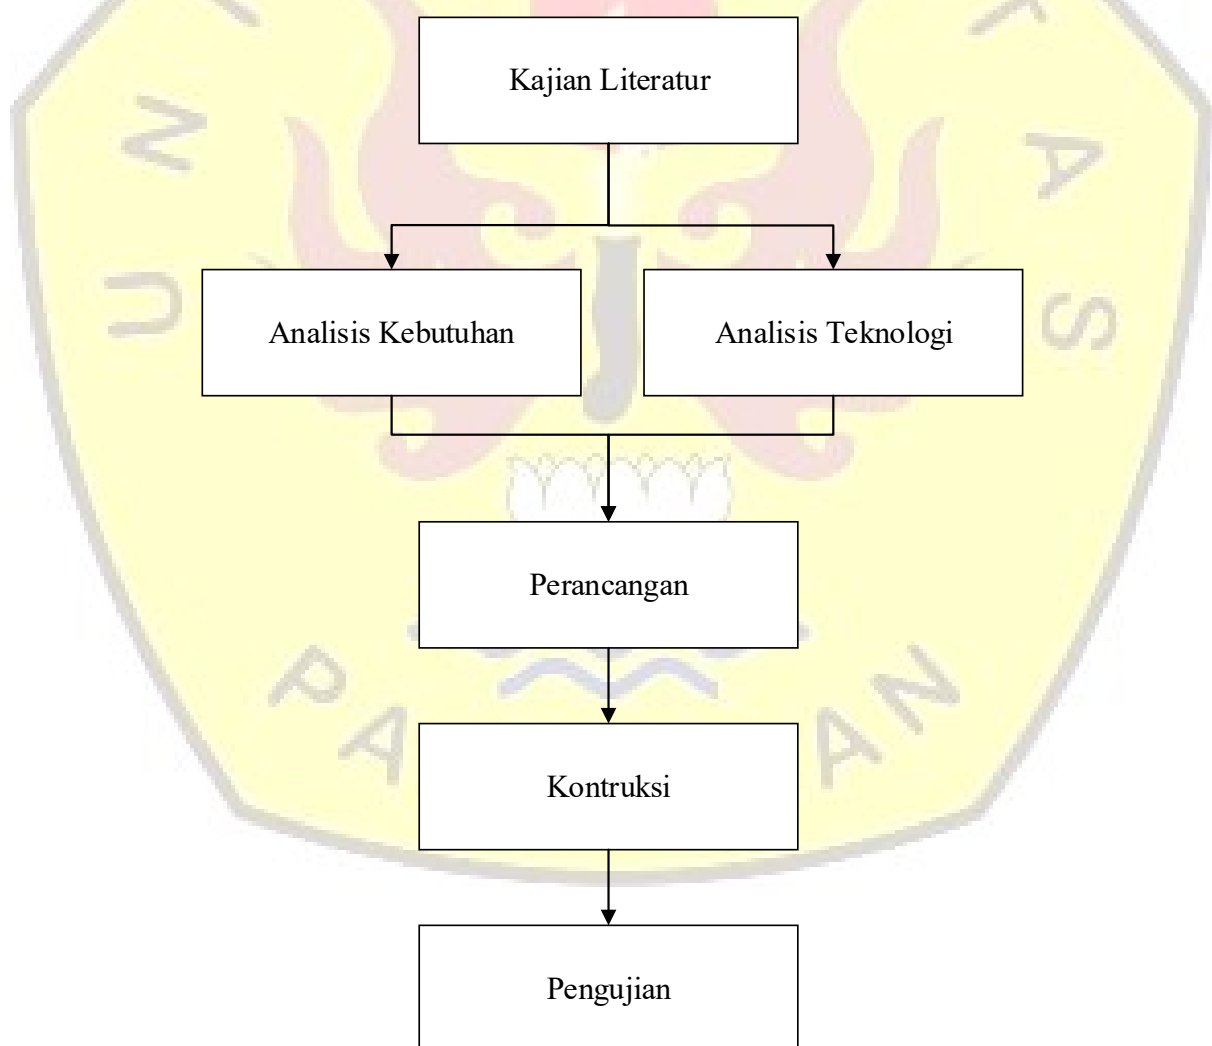 Kajian Literatur
Analisis Kebutuhan
Analisis Teknologi
Perancangan
Kontruksi
Pengujian